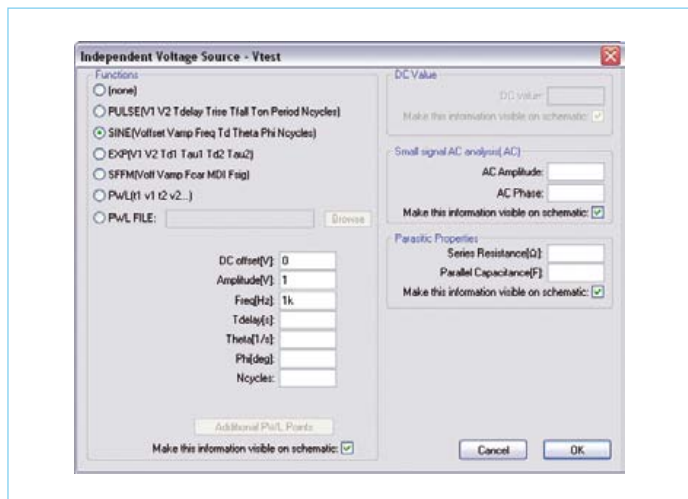 Independent Voltage Source - Vtest
Functions
(none)
PULSE(V1 V2 Tdelay Trise Tfall Ton Period Ncycles)
SINE(Voffset Vamp Freq Td Theta Phi Ncycles)
EXP(V1 V2 Td1 Tau1 Td2 Tau2)
SFFM(Voff Vamp Fcar MDI Fsig)
PWL(t1 v1 t2 v2...)
PWL FILE:
Browse
DC offset[V]: 0
Amplitude[V]: 1
Freq[Hz]: 1k
Tdelay[s]:
Theta[1/s]:
Phi[deg]:
Ncycles:
Additional PWL Points
Make this information visible on schematic:
DC Value
DC value:
Make this information visible on schematic:
Small signal AC analysis(.AC)
AC Amplitude:
AC Phase:
Make this information visible on schematic:
Parasitic Properties
Series Resistance[Ω]:
Parallel Capacitance[F]:
Make this information visible on schematic:
Cancel
OK